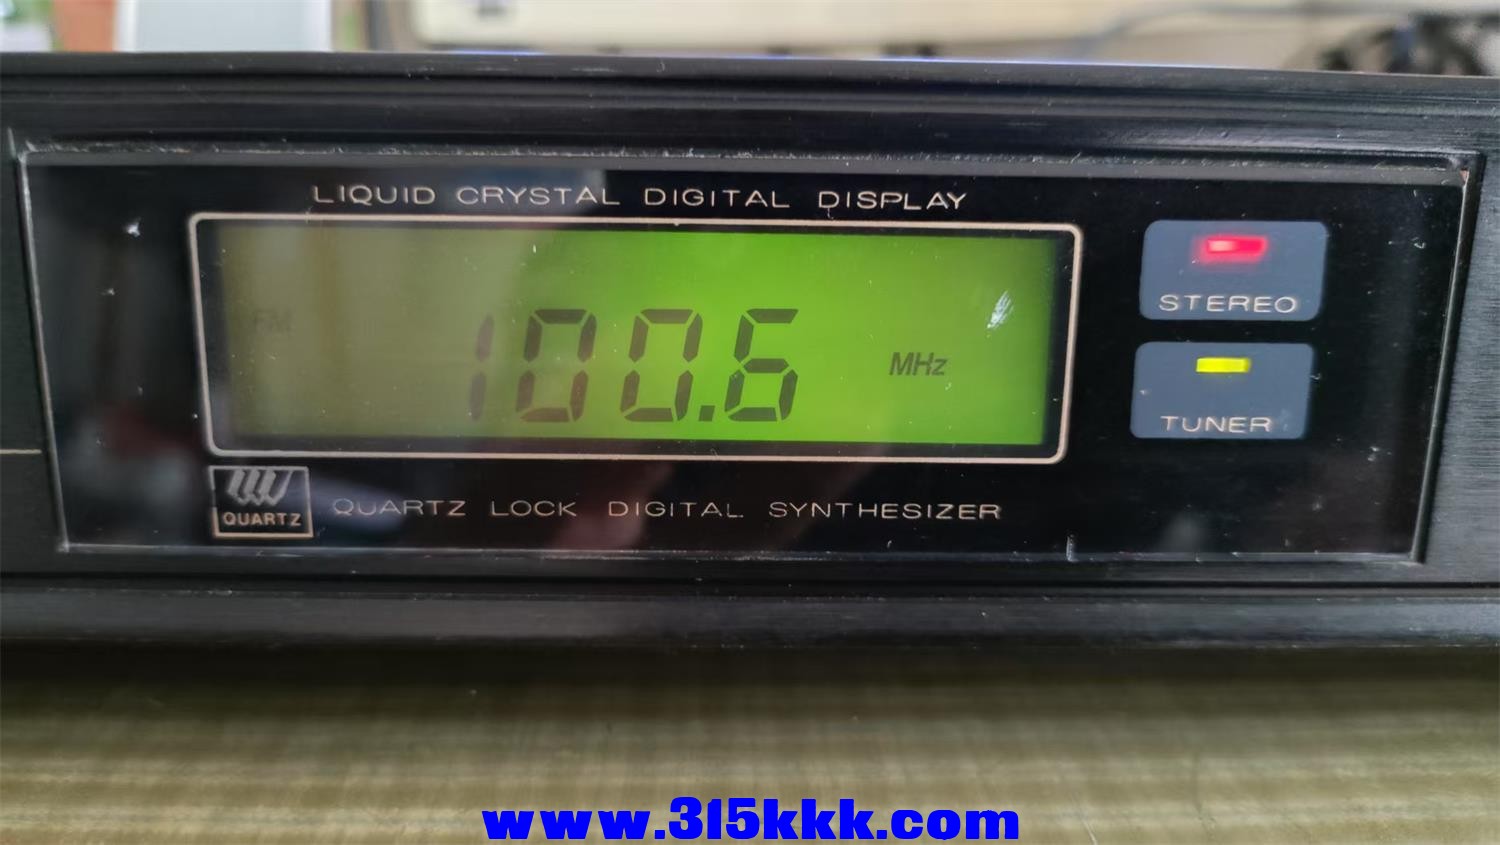 LIQUID CRYSTAL DIGITAL DISPLAY
FM
100.6 MHz
STEREO
TUNER
QUARTZ
QUARTZ LOCK DIGITAL SYNTHESIZER
www.315kkk.com